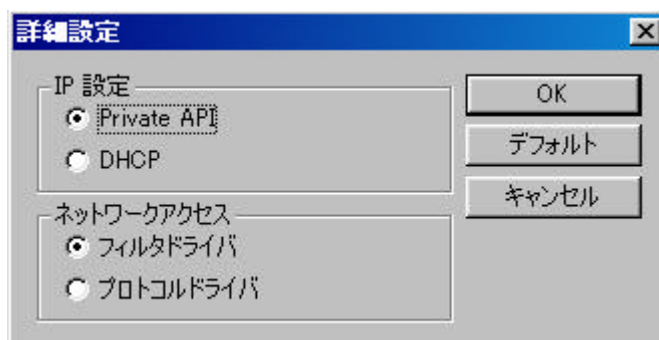 詳細設定
IP 設定
Private API
DHCP
ネットワークアクセス
フィルタドライバ
プロトコルドライバ
OK
デフォルト
キャンセル